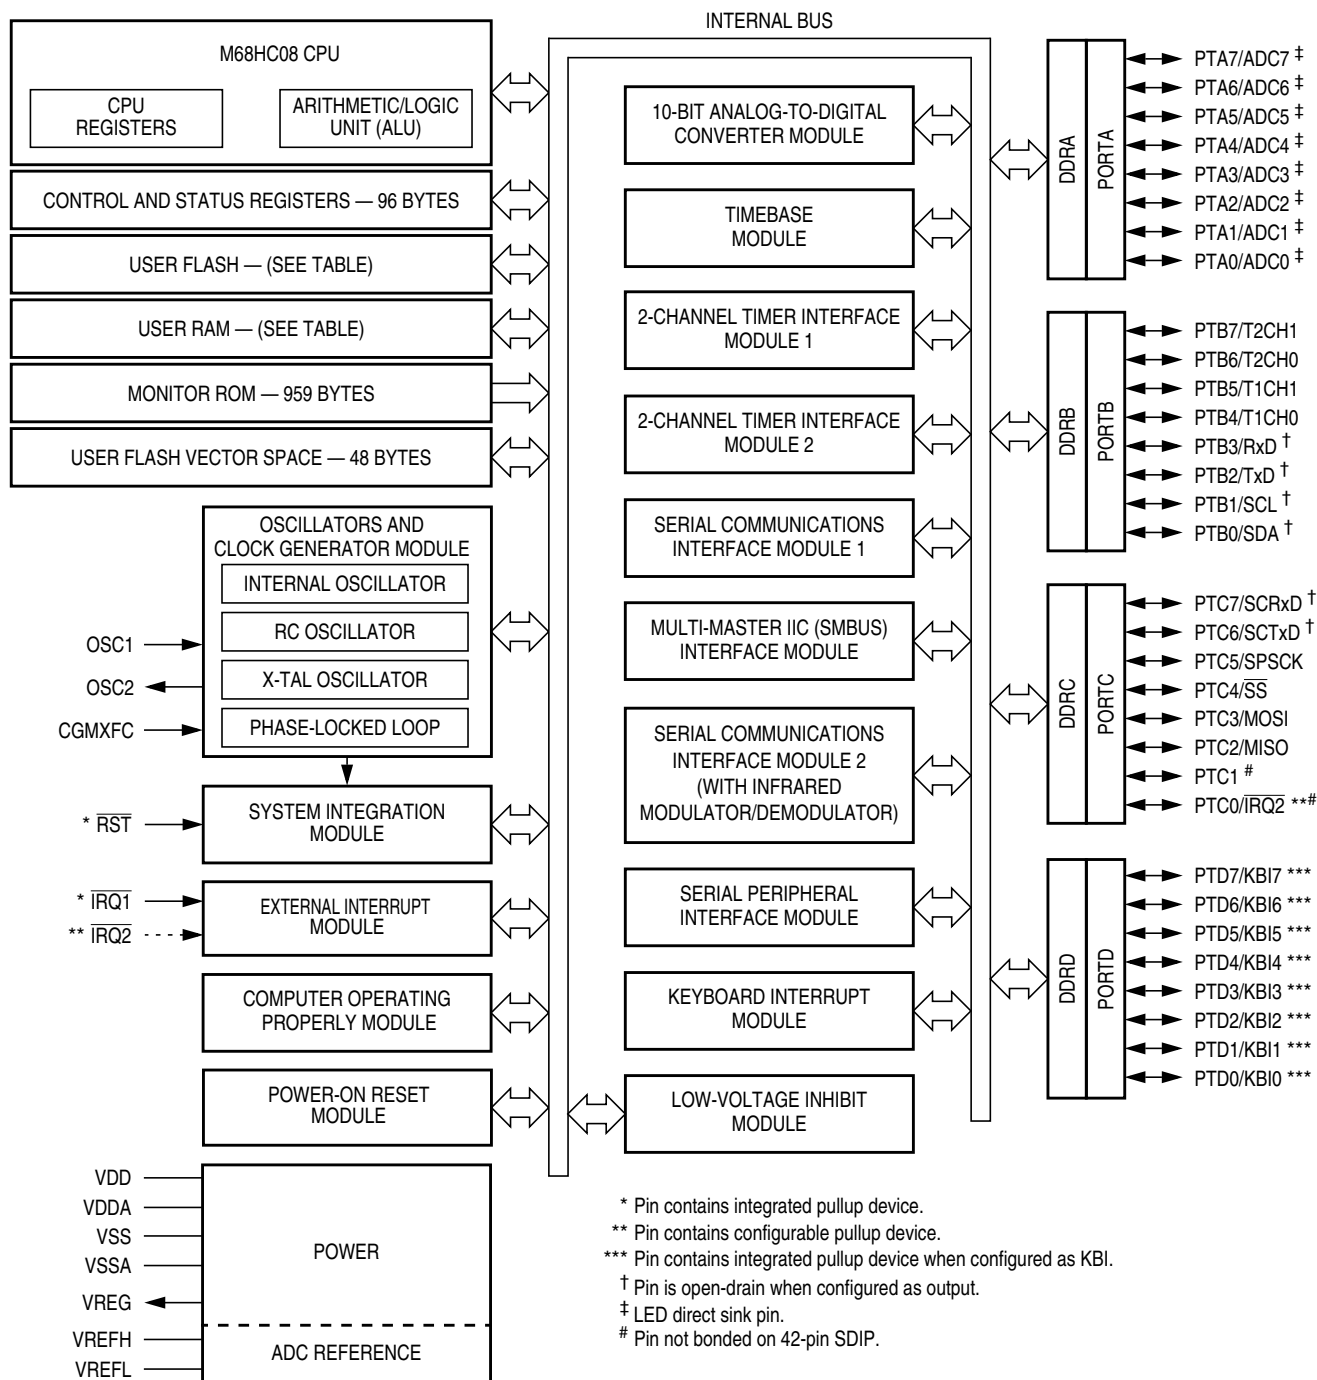 INTERNAL BUS
M68HC08 CPU
CPU
REGISTERS
ARITHMETIC/LOGIC
UNIT (ALU)
CONTROL AND STATUS REGISTERS — 96 BYTES
USER FLASH — (SEE TABLE)
USER RAM — (SEE TABLE)
MONITOR ROM — 959 BYTES
USER FLASH VECTOR SPACE — 48 BYTES
OSCILLATORS AND
CLOCK GENERATOR MODULE
INTERNAL OSCILLATOR
RC OSCILLATOR
X-TAL OSCILLATOR
PHASE-LOCKED LOOP
OSC1
OSC2
CGMXFC
SYSTEM INTEGRATION
MODULE
* RST
EXTERNAL INTERRUPT
MODULE
* IRQ1
** IRQ2
COMPUTER OPERATING
PROPERLY MODULE
POWER-ON RESET
MODULE
VDD
VDDA
VSS
VSSA
VREG
VREFH
VREFL
POWER
ADC REFERENCE
10-BIT ANALOG-TO-DIGITAL
CONVERTER MODULE
TIMEBASE
MODULE
2-CHANNEL TIMER INTERFACE
MODULE 1
2-CHANNEL TIMER INTERFACE
MODULE 2
SERIAL COMMUNICATIONS
INTERFACE MODULE 1
MULTI-MASTER IIC (SMBUS)
INTERFACE MODULE
SERIAL COMMUNICATIONS
INTERFACE MODULE 2
(WITH INFRARED
MODULATOR/DEMODULATOR)
SERIAL PERIPHERAL
INTERFACE MODULE
KEYBOARD INTERRUPT
MODULE
LOW-VOLTAGE INHIBIT
MODULE
DDRA
PORTA
PTA7/ADC7 ‡
PTA6/ADC6 ‡
PTA5/ADC5 ‡
PTA4/ADC4 ‡
PTA3/ADC3 ‡
PTA2/ADC2 ‡
PTA1/ADC1 ‡
PTA0/ADC0 ‡
DDRB
PORTB
PTB7/T2CH1
PTB6/T2CH0
PTB5/T1CH1
PTB4/T1CH0
PTB3/RxD †
PTB2/TxD †
PTB1/SCL †
PTB0/SDA †
DDRC
PORTC
PTC7/SCRxD †
PTC6/SCTxD †
PTC5/SPSCK
PTC4/SS
PTC3/MOSI
PTC2/MISO
PTC1 #
PTC0/IRQ2 **#
DDRD
PORTD
PTD7/KBI7 ***
PTD6/KBI6 ***
PTD5/KBI5 ***
PTD4/KBI4 ***
PTD3/KBI3 ***
PTD2/KBI2 ***
PTD1/KBI1 ***
PTD0/KBI0 ***
* Pin contains integrated pullup device.
** Pin contains configurable pullup device.
*** Pin contains integrated pullup device when configured as KBI.
† Pin is open-drain when configured as output.
‡ LED direct sink pin.
# Pin not bonded on 42-pin SDIP.